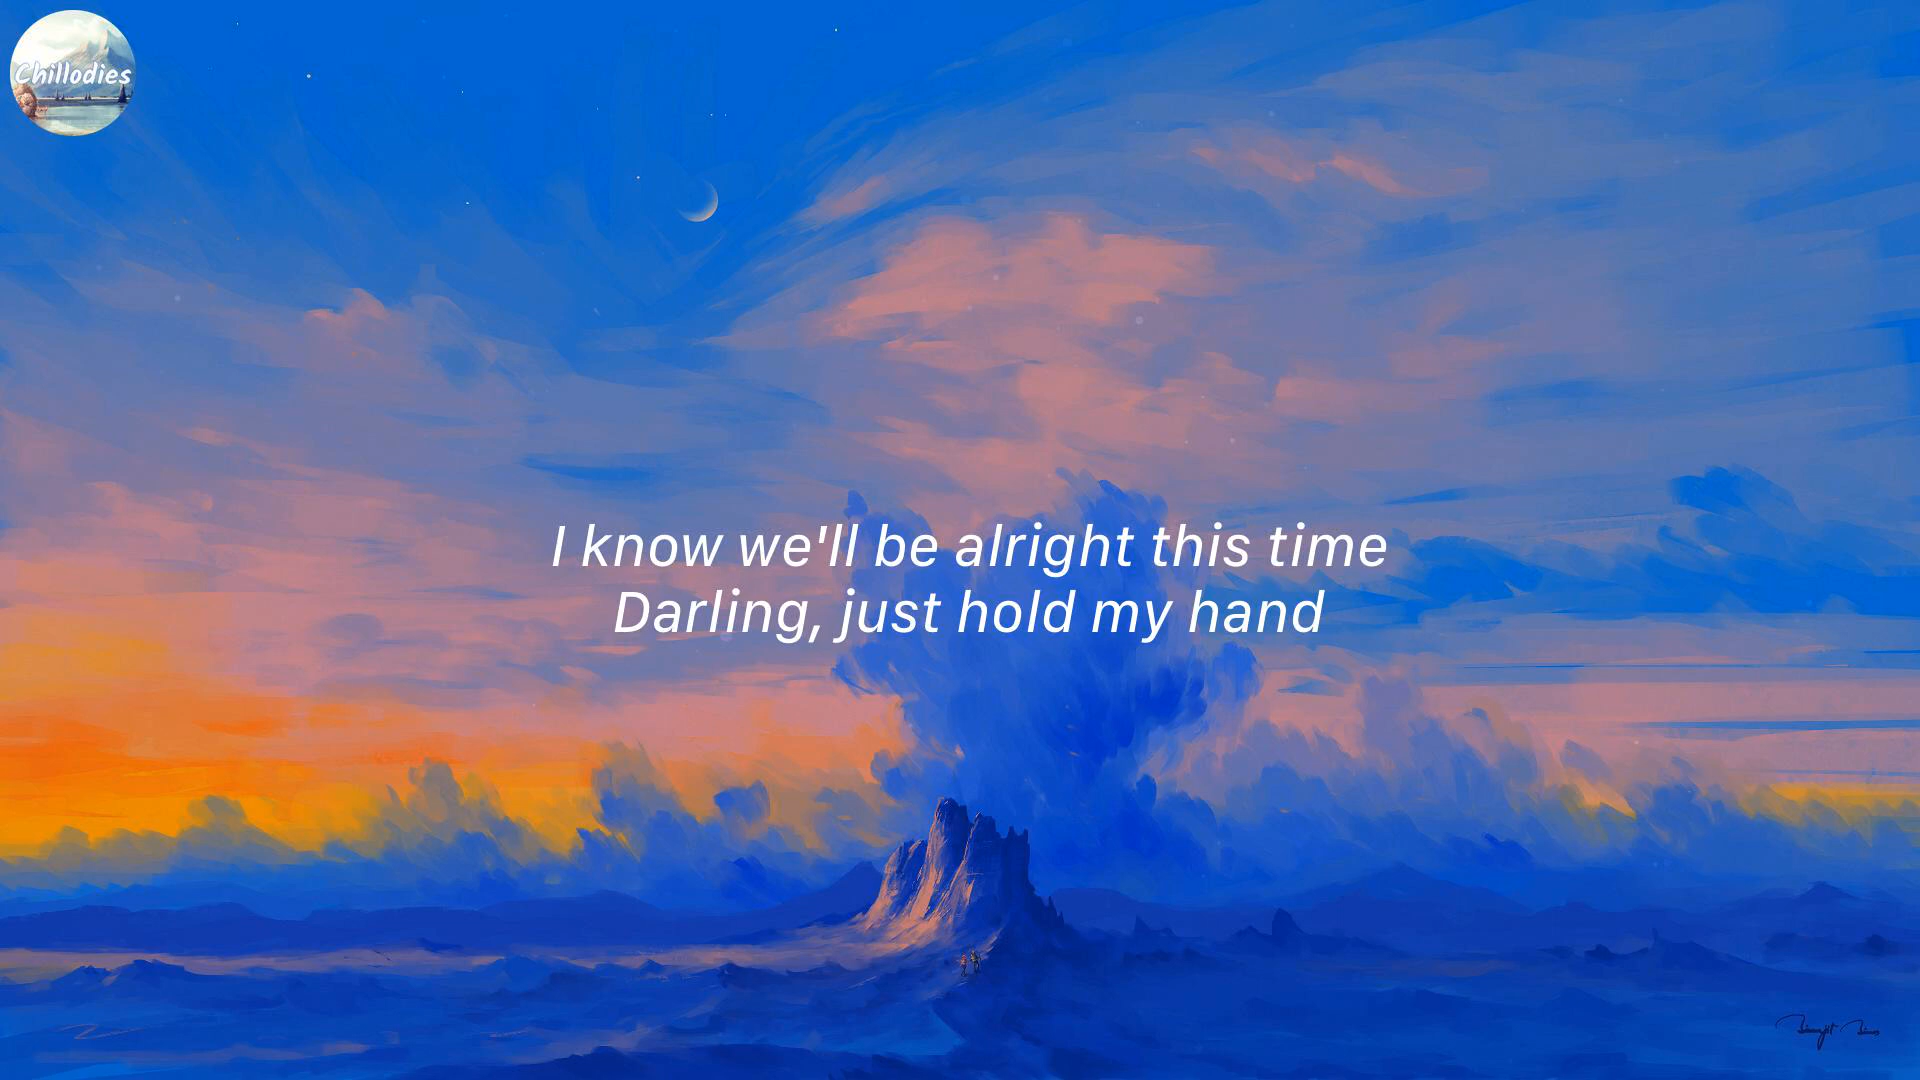 Chillodies
I know we'll be alright this time
Darling, just hold my hand